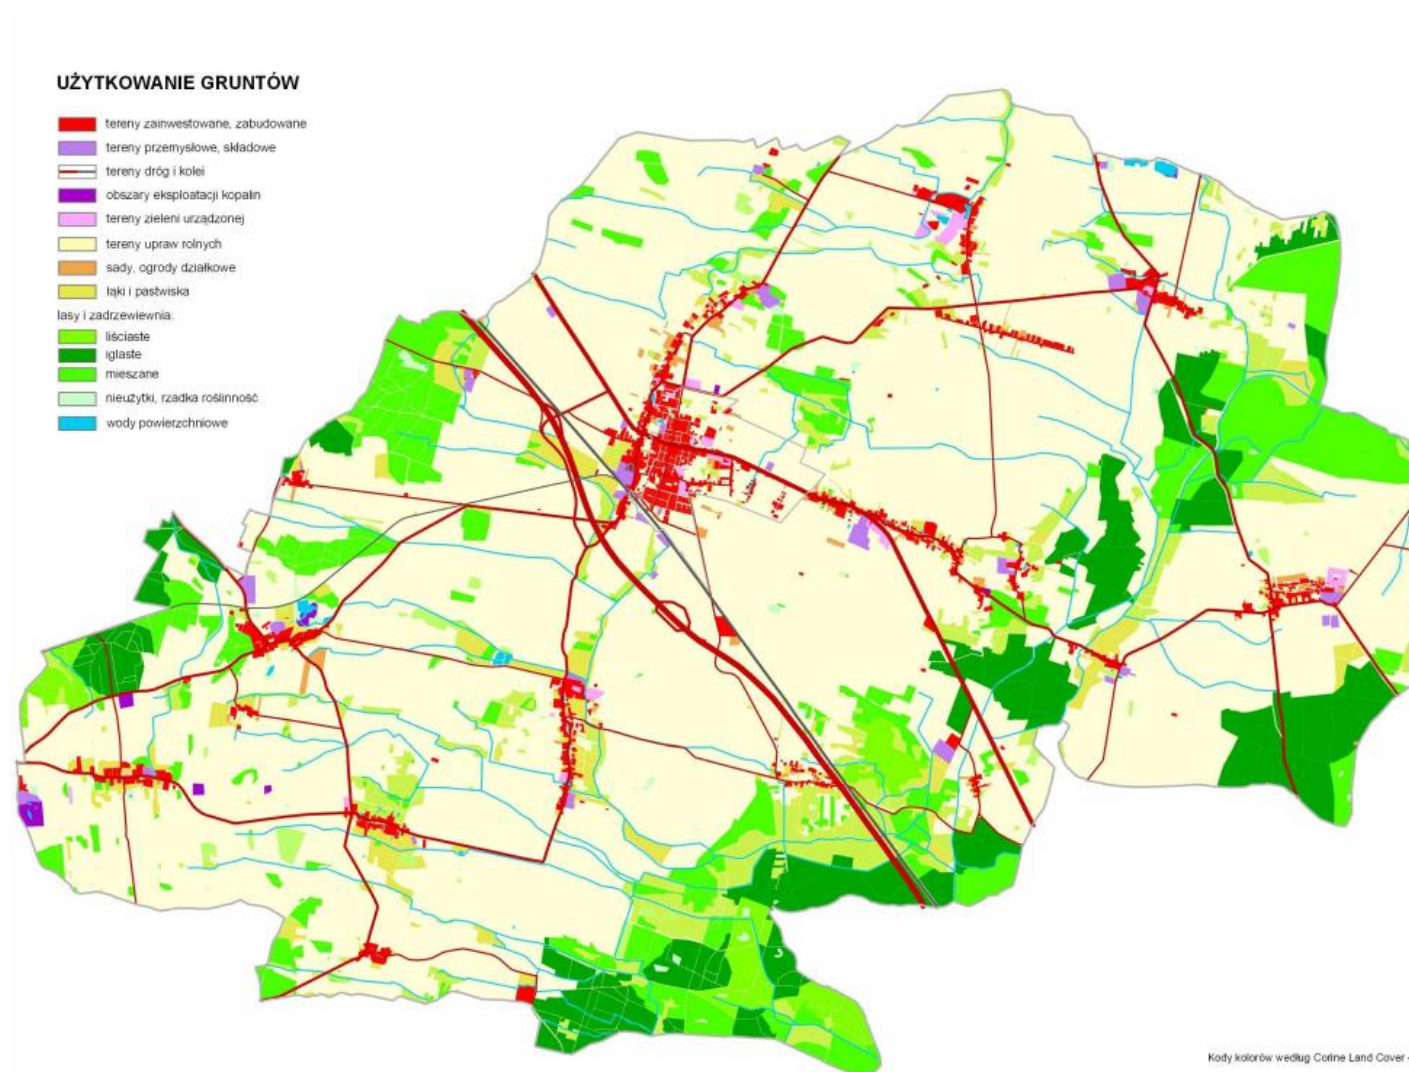 UŻYTKOWANIE GRUNTÓW
tereny zainwestowane, zabudowane
tereny przemysłowe, składowe
tereny dróg i kolei
obszary eksploatacji kopalin
tereny zieleni urządzonej
tereny upraw rolnych
sady, ogrody działkowe
łąki i pastwiska
lasy i zadrzewiewnia.
liściaste
iglaste
mieszane
nieużytki, rzadka roślinność
wody powierzchniowe
Kody kolorów według Corine Land Cover